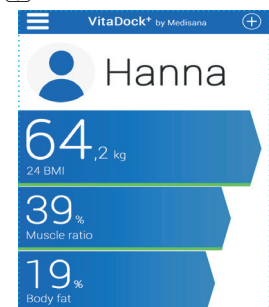 VitaDock+ by Medisana
Hanna
64,2 kg
24 BMI
39%
Muscle ratio
19%
Body fat